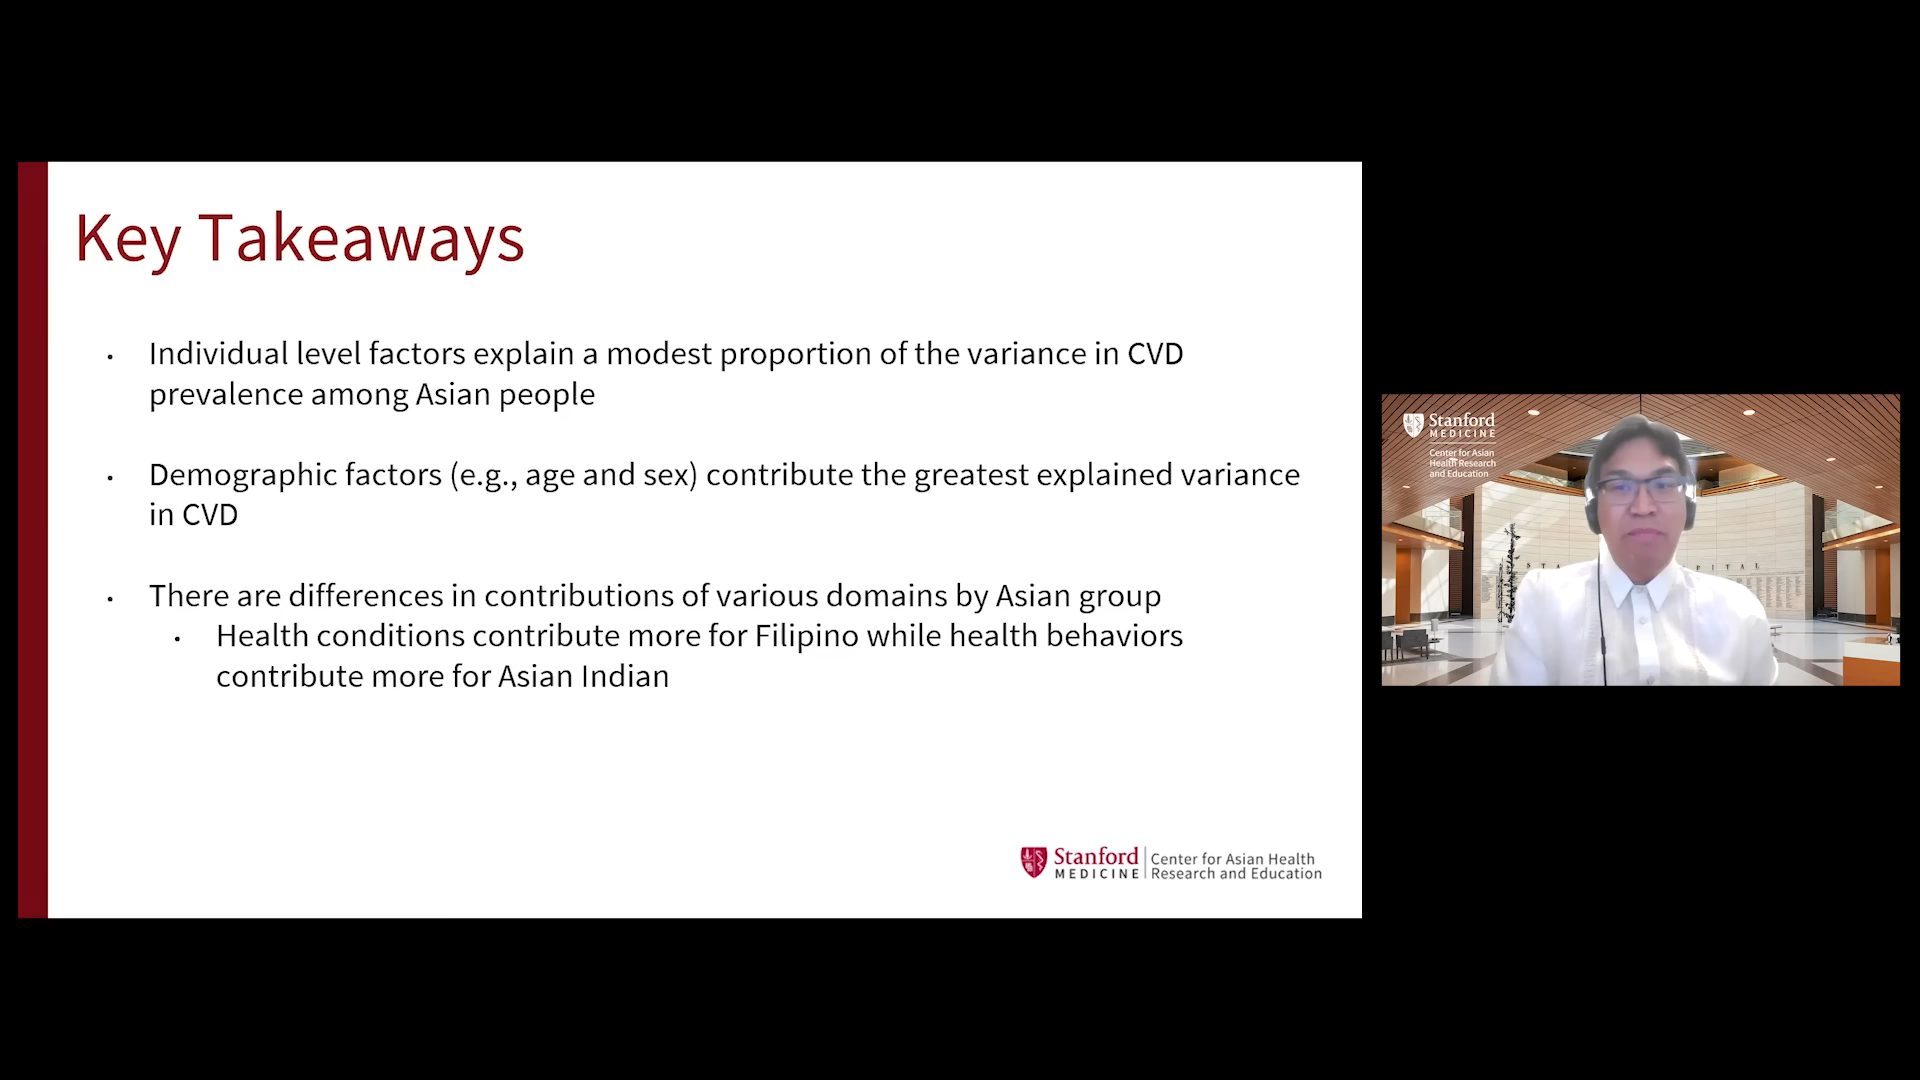 Key Takeaways
• Individual level factors explain a modest proportion of the variance in CVD
prevalence among Asian people
• Demographic factors (e.g., age and sex) contribute the greatest explained variance
in CVD
• There are differences in contributions of various domains by Asian group
• Health conditions contribute more for Filipino while health behaviors
contribute more for Asian Indian
Stanford
MEDICINE
Center for Asian Health
Research and Education
Stanford
MEDICINE
Center for Asian
Health Research
and Education
STA
PITAL